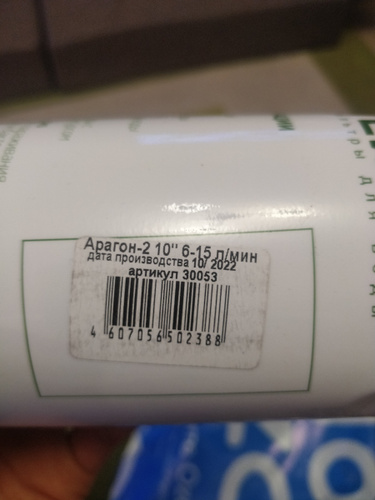 Арагон-2 10" 6-15 л/мин
дата производства 10/ 2022
артикул 30053
4 607056 502388